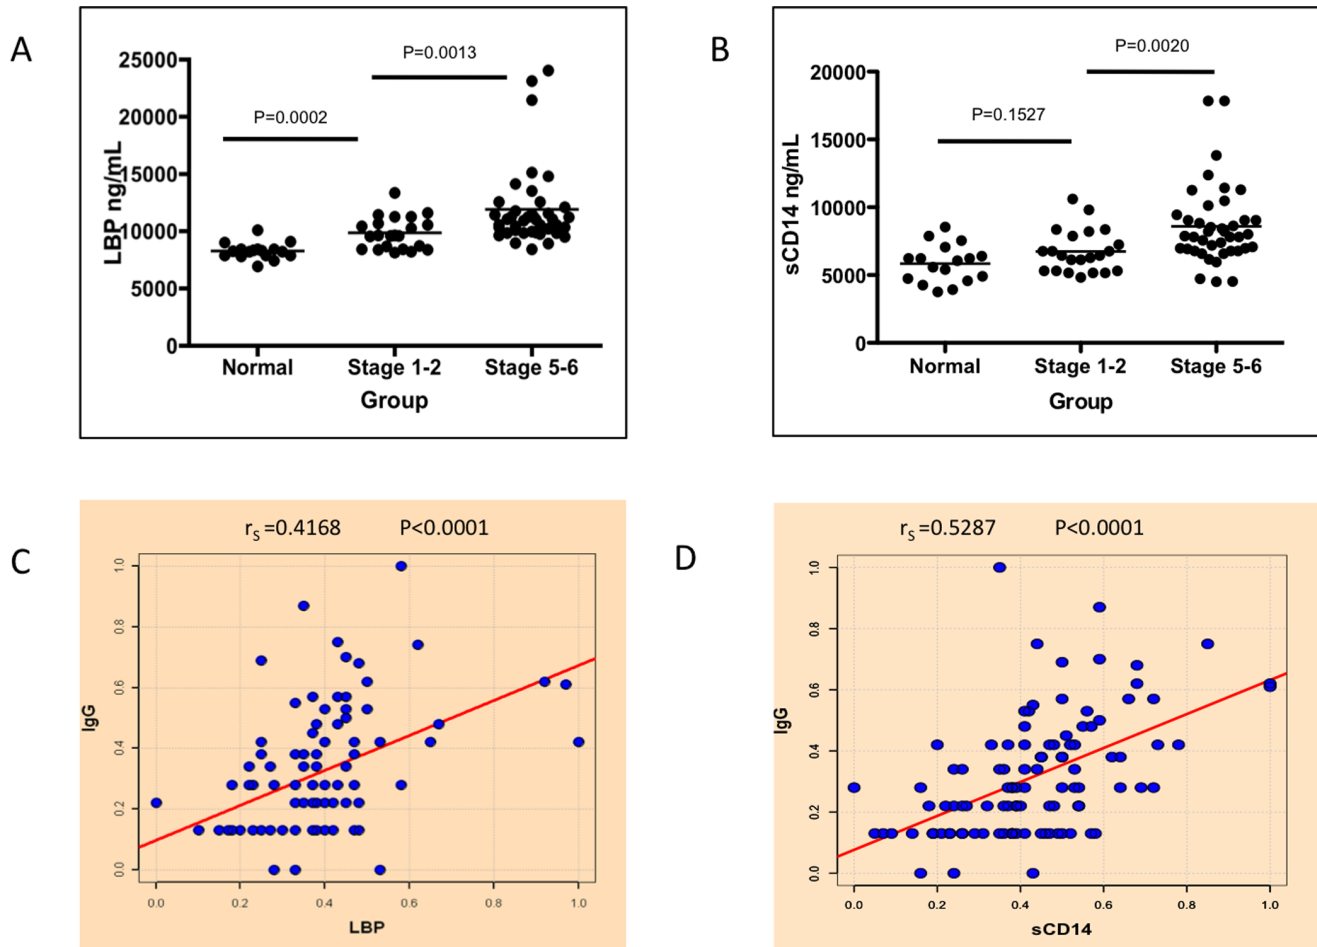 A
P=0.0013
P=0.0002
25000
20000
15000
10000
5000
0
LBP ng/mL
Normal Stage 1-2 Stage 5-6
Group
B
P=0.0020
P=0.1527
20000
15000
10000
5000
0
sCD14 ng/mL
Normal Stage 1-2 Stage 5-6
Group
C
rS=0.4168 P<0.0001
1.0
0.8
0.6
0.4
0.2
0.0
IgG
0.0 0.2 0.4 0.6 0.8 1.0
LBP
D
rS=0.5287 P<0.0001
1.0
0.8
0.6
0.4
0.2
0.0
IgG
0.0 0.2 0.4 0.6 0.8 1.0
sCD14